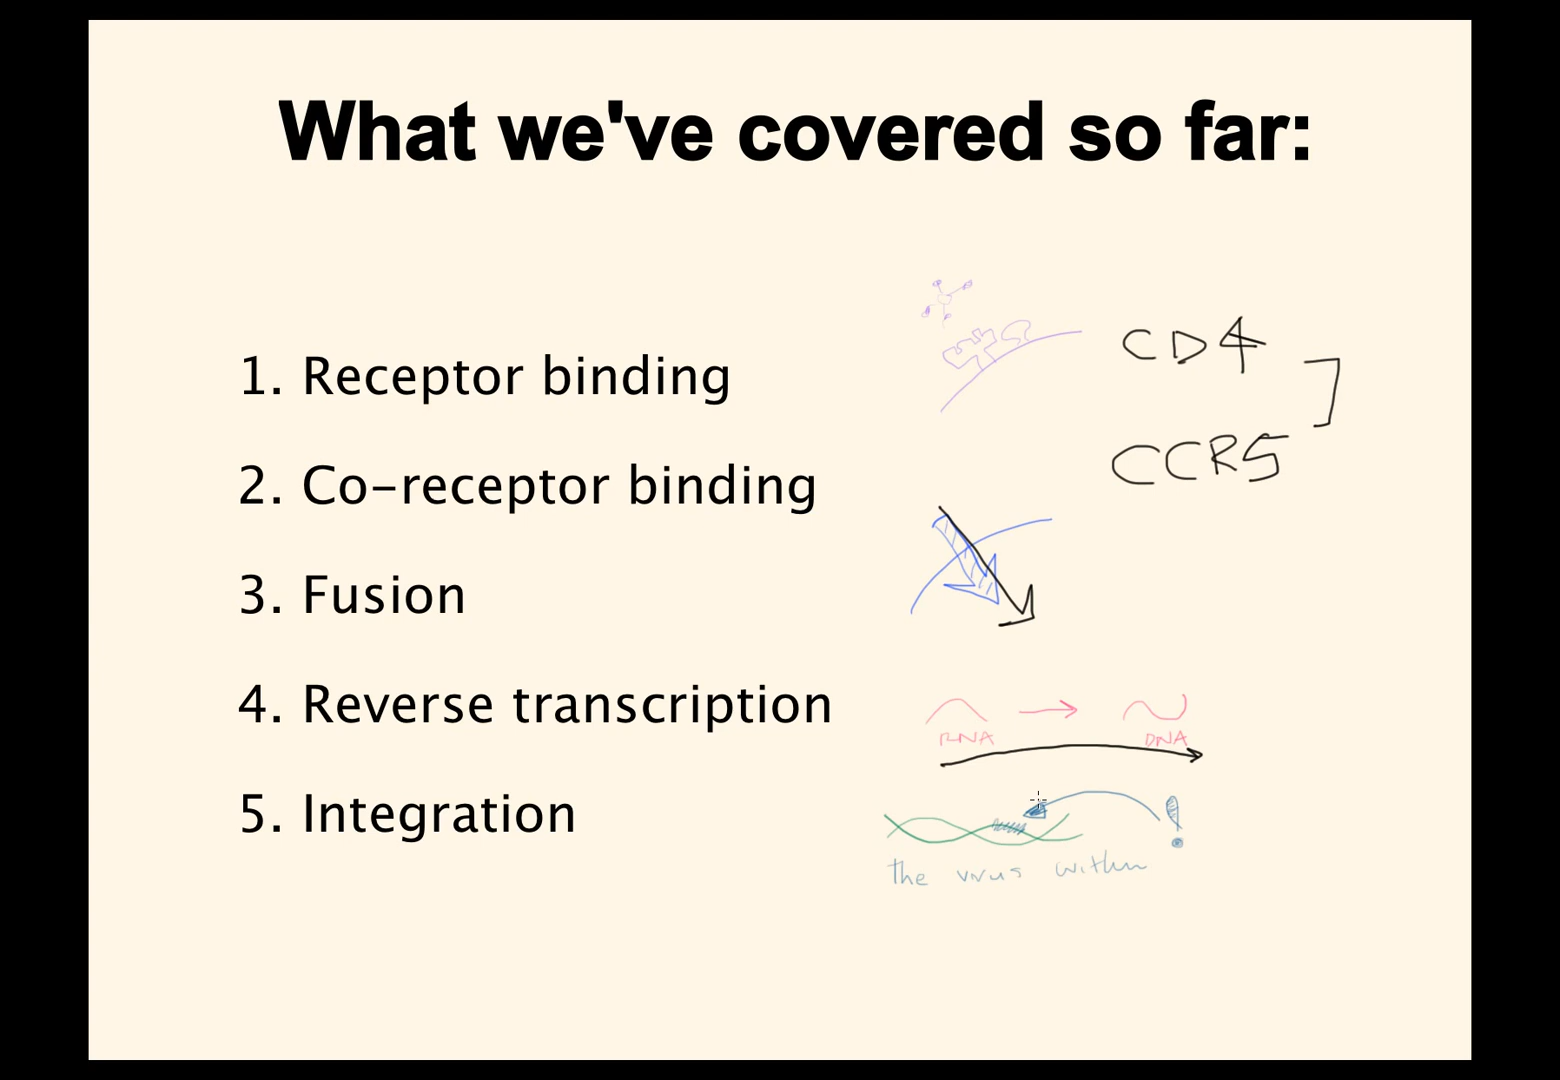 What we've covered so far:
1. Receptor binding
CD4
2. Co-receptor binding
CCR5
3. Fusion
4. Reverse transcription
RNA
DNA
5. Integration
the virus within